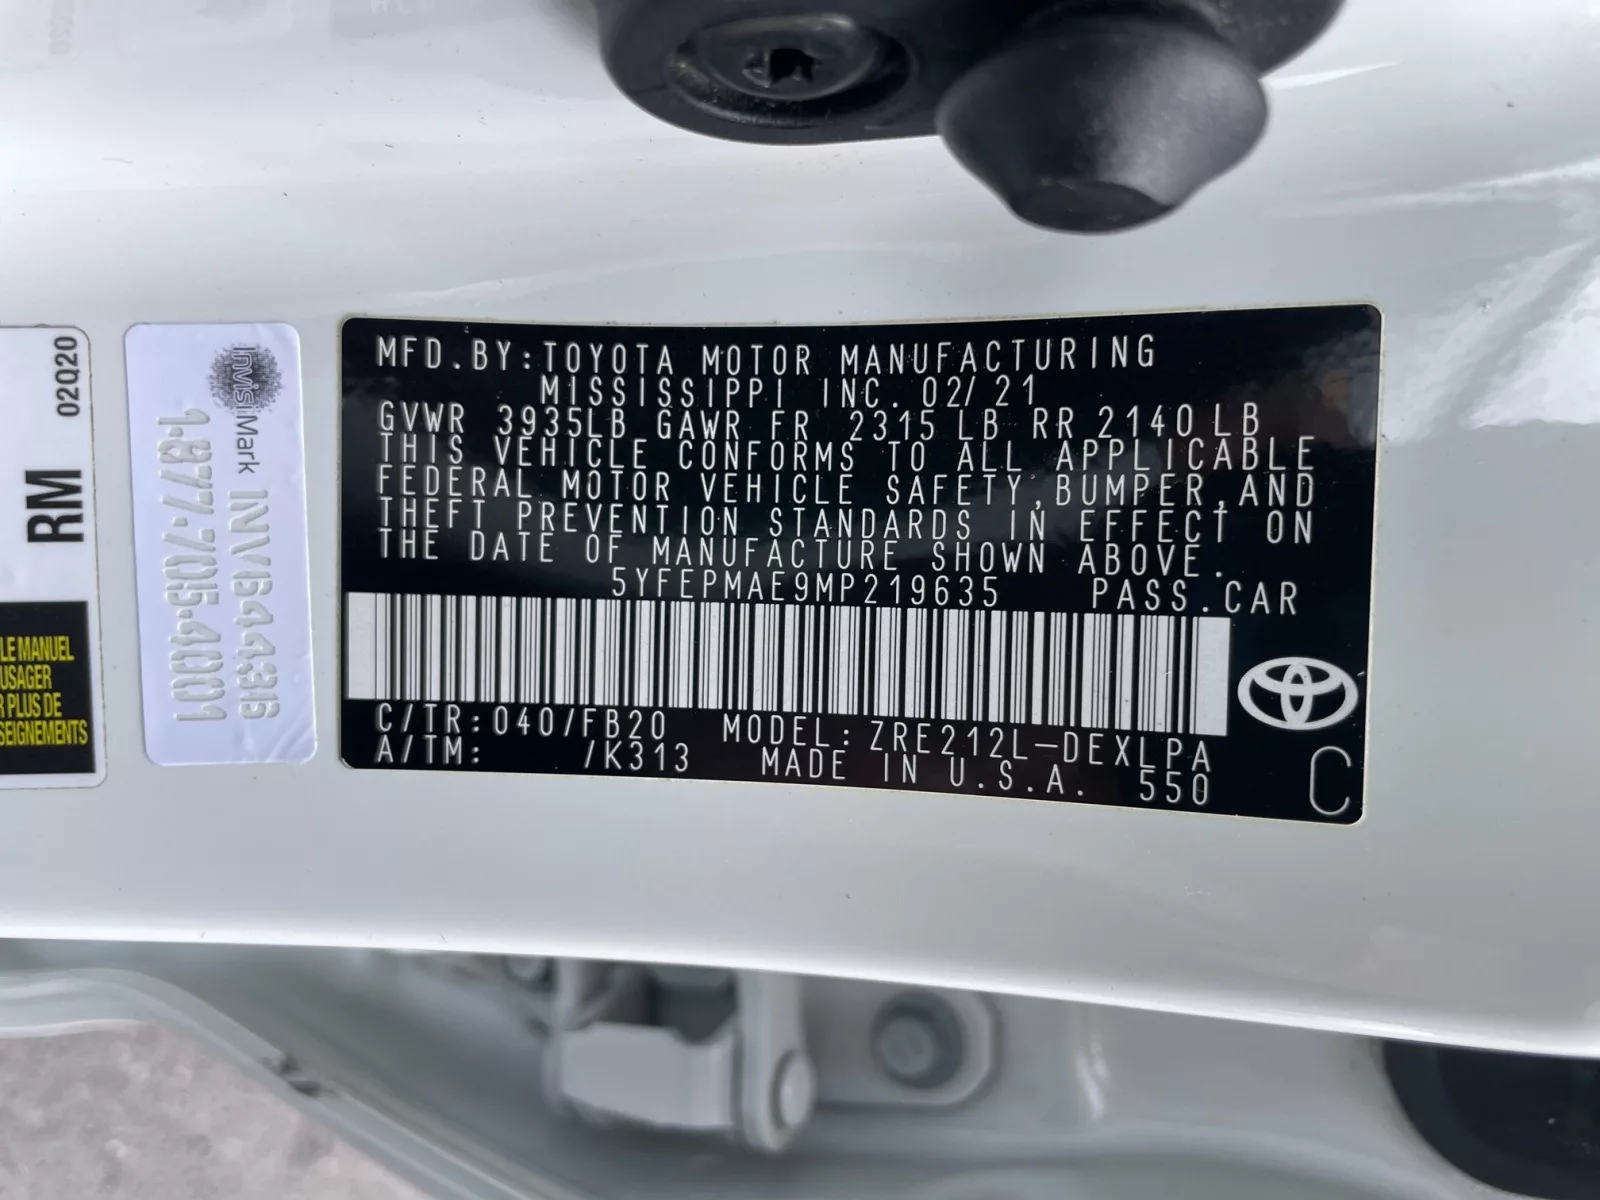 02Q20
RM
LE MANUEL
USAGER
R PLUS DE
SEIGNEMENTS
InvisiMark
INV6444386
1.877.705.4001
MFD.BY:TOYOTA MOTOR MANUFACTURING
MISSISSIPPI INC. 02/21
GVWR 3935LB GAWR FR 2315 LB RR 2140 LB
THIS VEHICLE CONFORMS TO ALL APPLICABLE
FEDERAL MOTOR VEHICLE SAFETY,BUMPER,AND
THEFT PREVENTION STANDARDS IN EFFECT ON
THE DATE OF MANUFACTURE SHOWN ABOVE.
5YFEPMAE9MP219635 PASS.CAR
C/TR:040/FB20 MODEL:ZRE212L-DEXLPA
A/TM: /K313 MADE IN U.S.A. 550
C